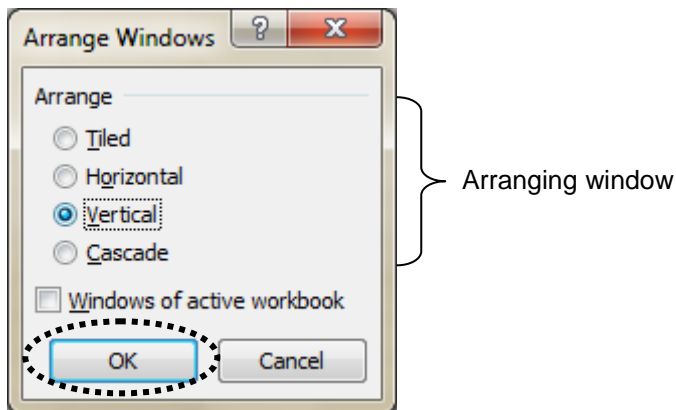 Arrange Windows
Arrange
Tiled
Horizontal
Vertical
Cascade
Arranging window
Windows of active workbook
OK Cancel